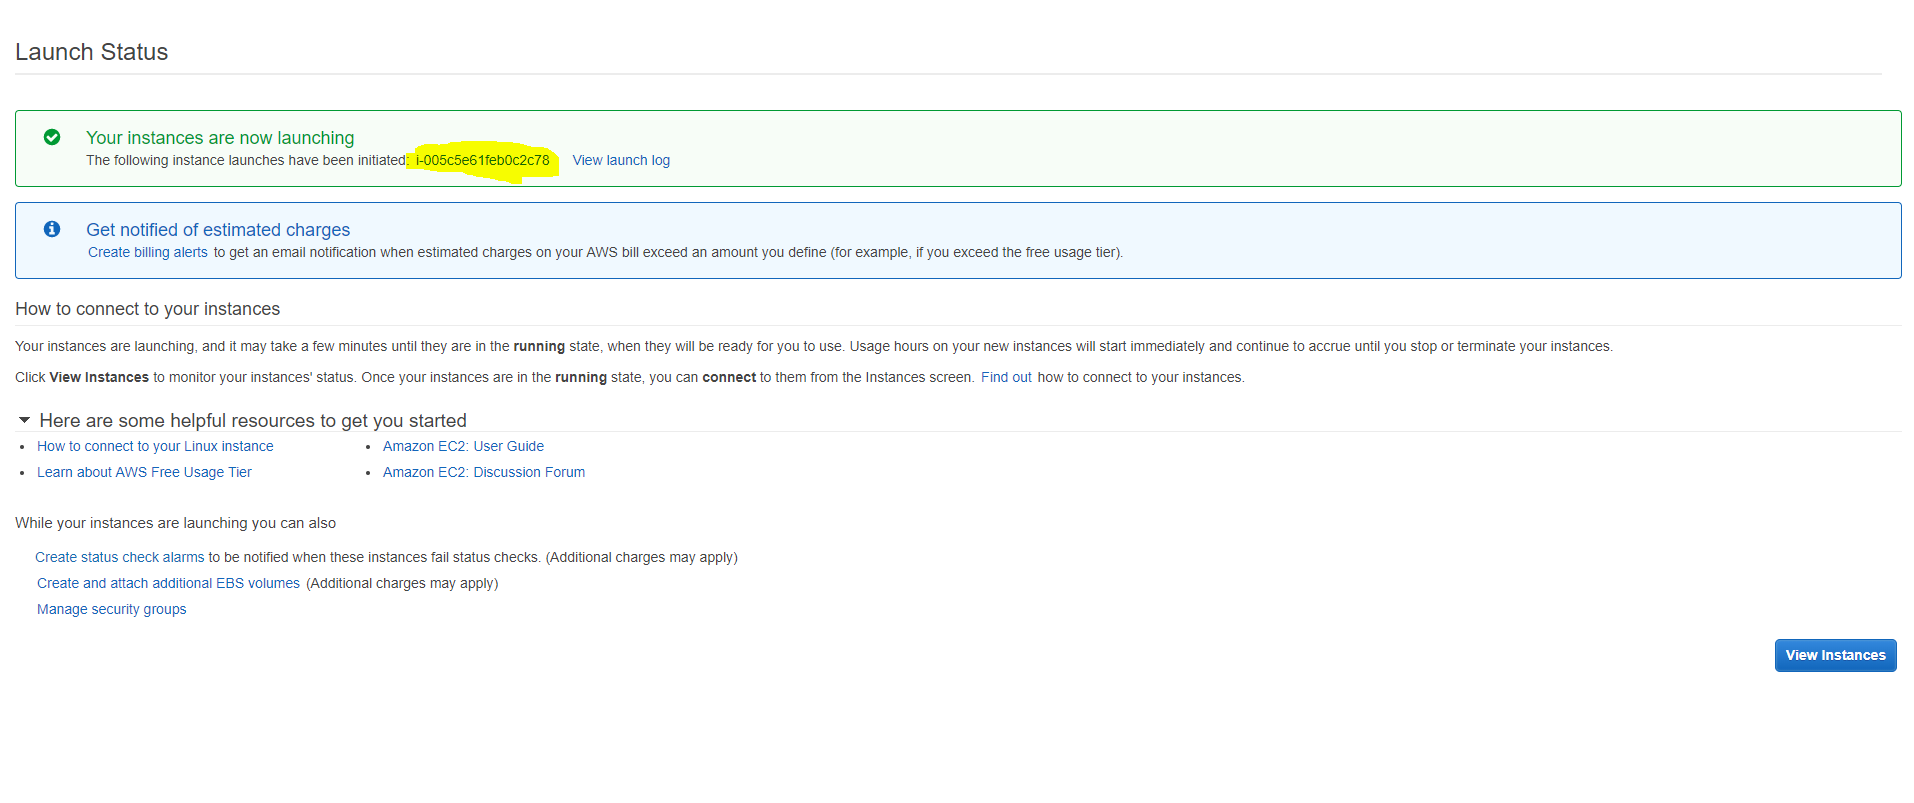 Launch Status
Your instances are now launching
The following instance launches have been initiated: i-005c5e61feb0c2c78 View launch log
Get notified of estimated charges
Create billing alerts to get an email notification when estimated charges on your AWS bill exceed an amount you define (for example, if you exceed the free usage tier).
How to connect to your instances
Your instances are launching, and it may take a few minutes until they are in the running state, when they will be ready for you to use. Usage hours on your new instances will start immediately and continue to accrue until you stop or terminate your instances.
Click View Instances to monitor your instances' status. Once your instances are in the running state, you can connect to them from the Instances screen. Find out how to connect to your instances.
Here are some helpful resources to get you started
How to connect to your Linux instance
Amazon EC2: User Guide
Learn about AWS Free Usage Tier
Amazon EC2: Discussion Forum
While your instances are launching you can also
Create status check alarms to be notified when these instances fail status checks. (Additional charges may apply)
Create and attach additional EBS volumes (Additional charges may apply)
Manage security groups
View Instances